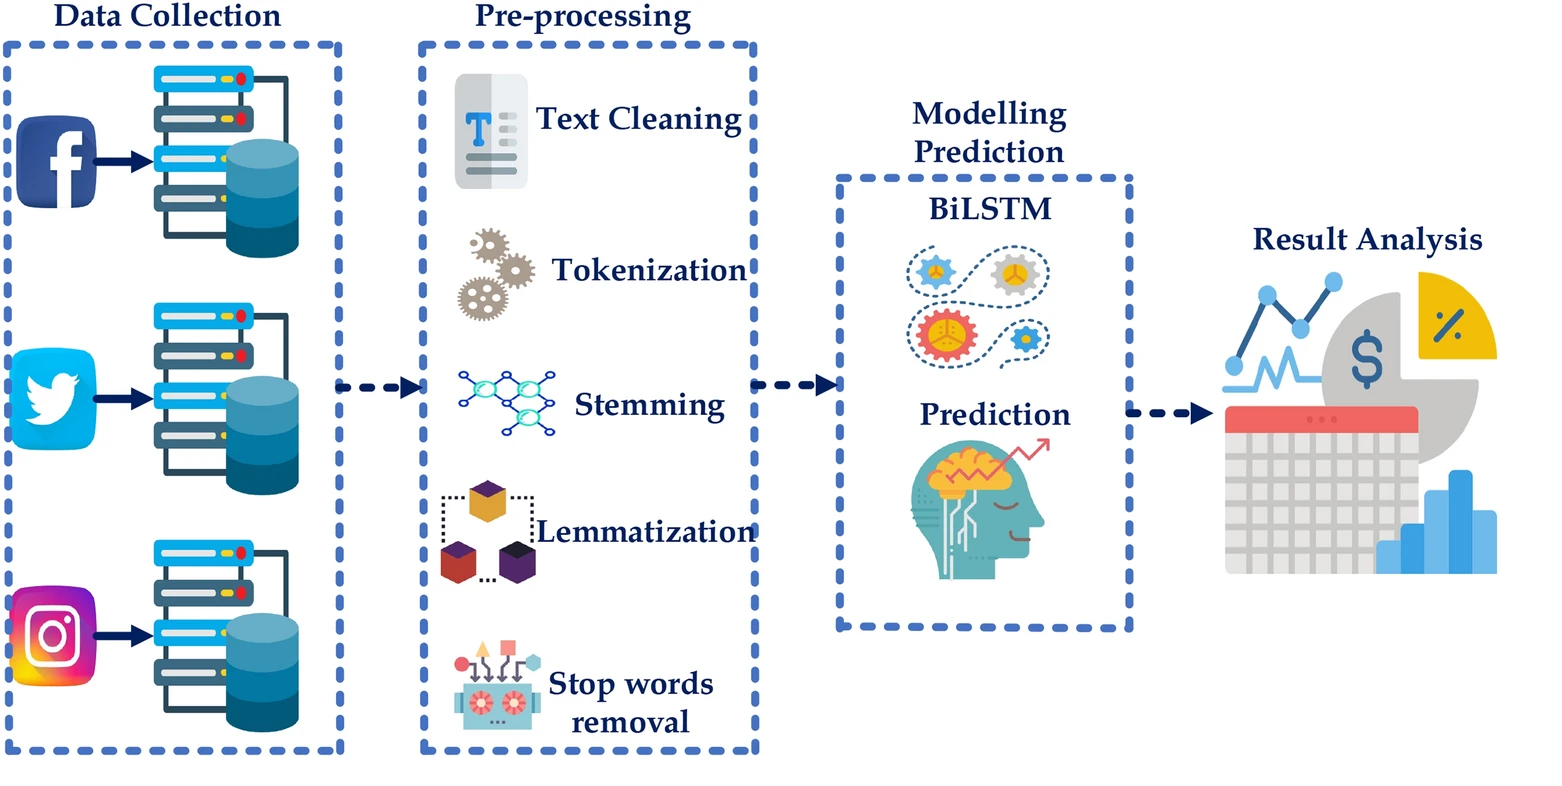 Data Collection
Pre-processing
Text Cleaning
Tokenization
Stemming
Lemmatization
Stop words
removal
Modelling
Prediction
BiLSTM
Prediction
Result Analysis
T
$
%